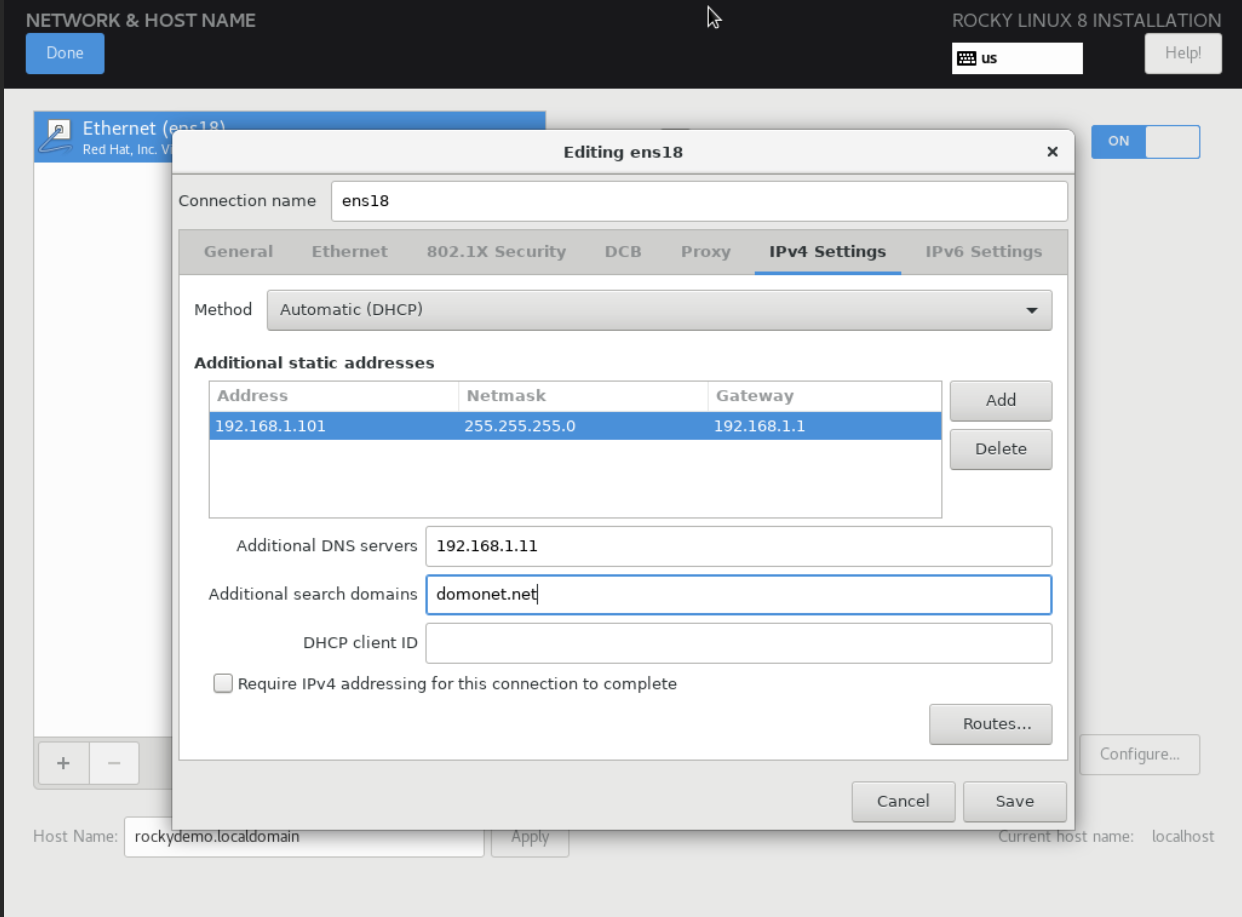 NETWORK & HOST NAME
ROCKY LINUX 8 INSTALLATION
Done
us
Help!
Ethernet (ens18)
Red Hat, Inc. Vi
ON
Editing ens18
Connection name ens18
General Ethernet 802.1X Security DCB Proxy IPv4 Settings IPv6 Settings
Method Automatic (DHCP)
Additional static addresses
Address Netmask Gateway
192.168.1.101 255.255.255.0 192.168.1.1
Add
Delete
Additional DNS servers 192.168.1.11
Additional search domains domonet.net
DHCP client ID
Require IPv4 addressing for this connection to complete
Routes...
+ −
Configure...
Cancel Save
Host Name: rockydemo.localdomain Apply Current host name: localhost